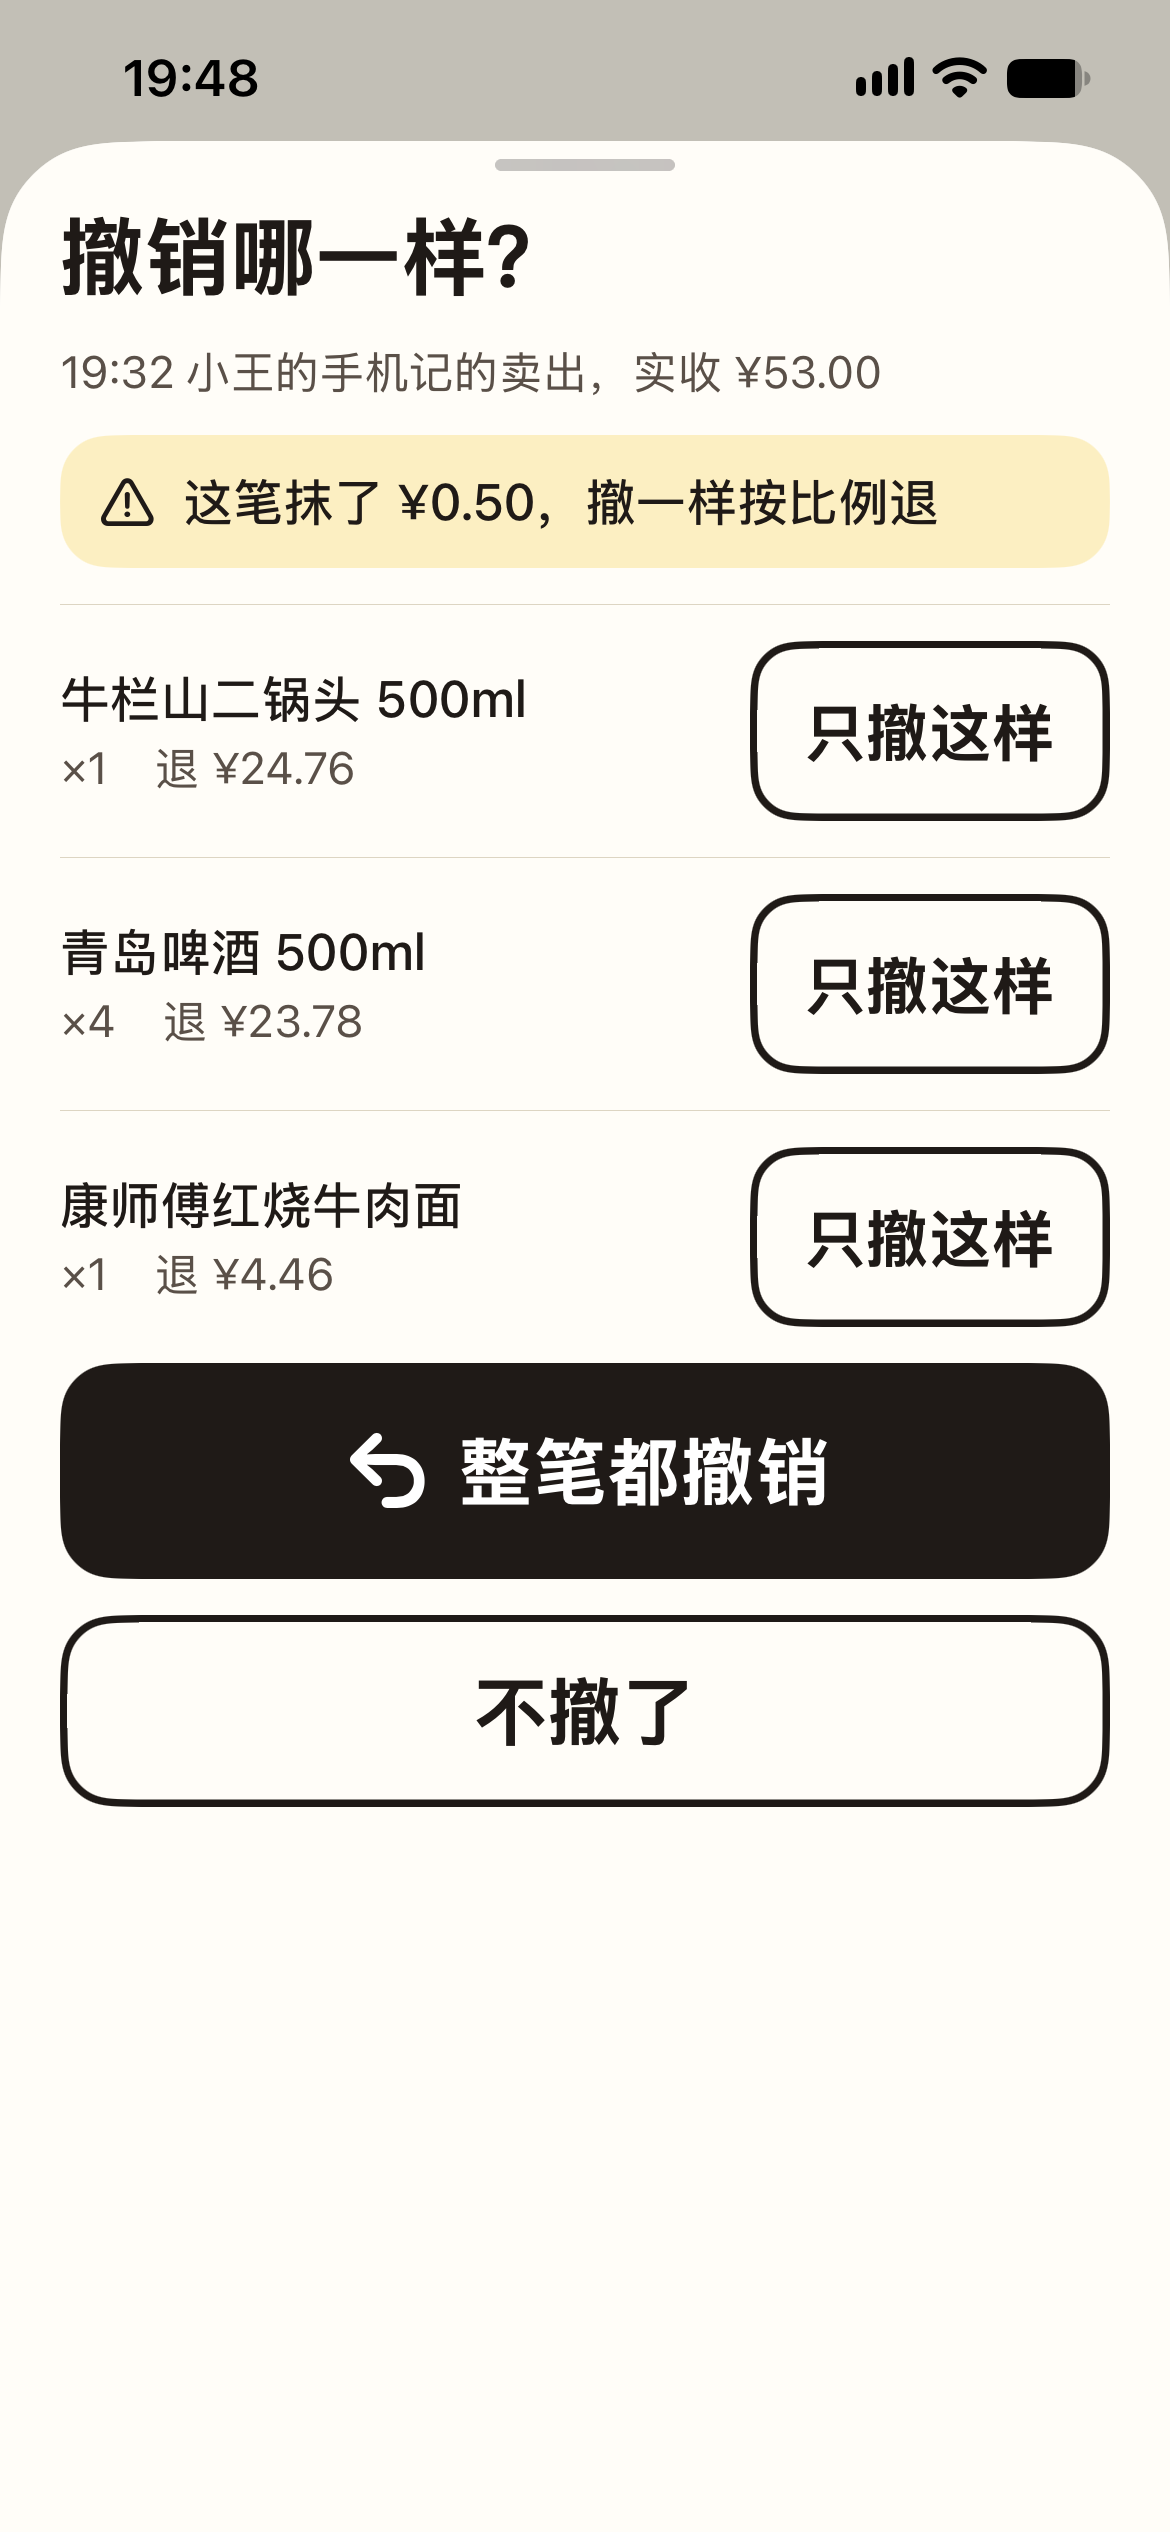 19:48
撤销哪一样?
19:32 小王的手机记的卖出，实收 ¥53.00
这笔抹了 ¥0.50，撤一样按比例退
牛栏山二锅头 500ml
只撤这样
×1 退 ¥24.76
青岛啤酒 500ml
只撤这样
×4 退 ¥23.78
康师傅红烧牛肉面
只撤这样
×1 退 ¥4.46
整笔都撤销
不撤了